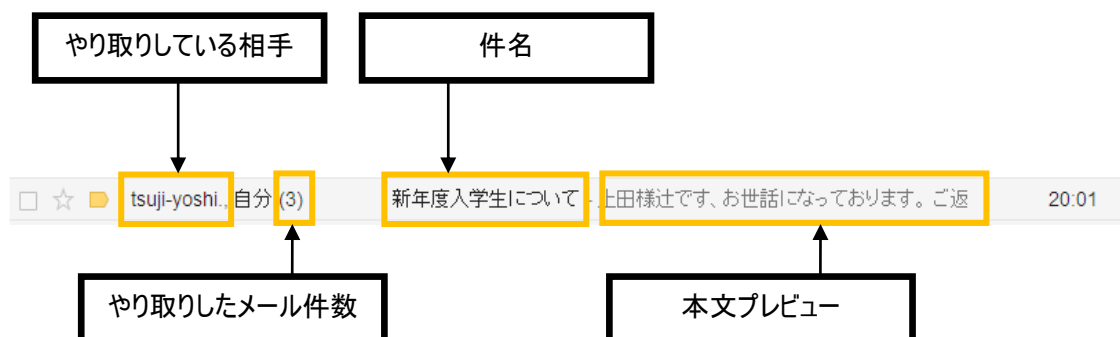 やり取りしている相手
件名
tsuji-yoshi., 自分 (3) 新年度入学生について - 上田様辻です、お世話になっております。ご返 20:01
やり取りしたメール件数
本文プレビュー